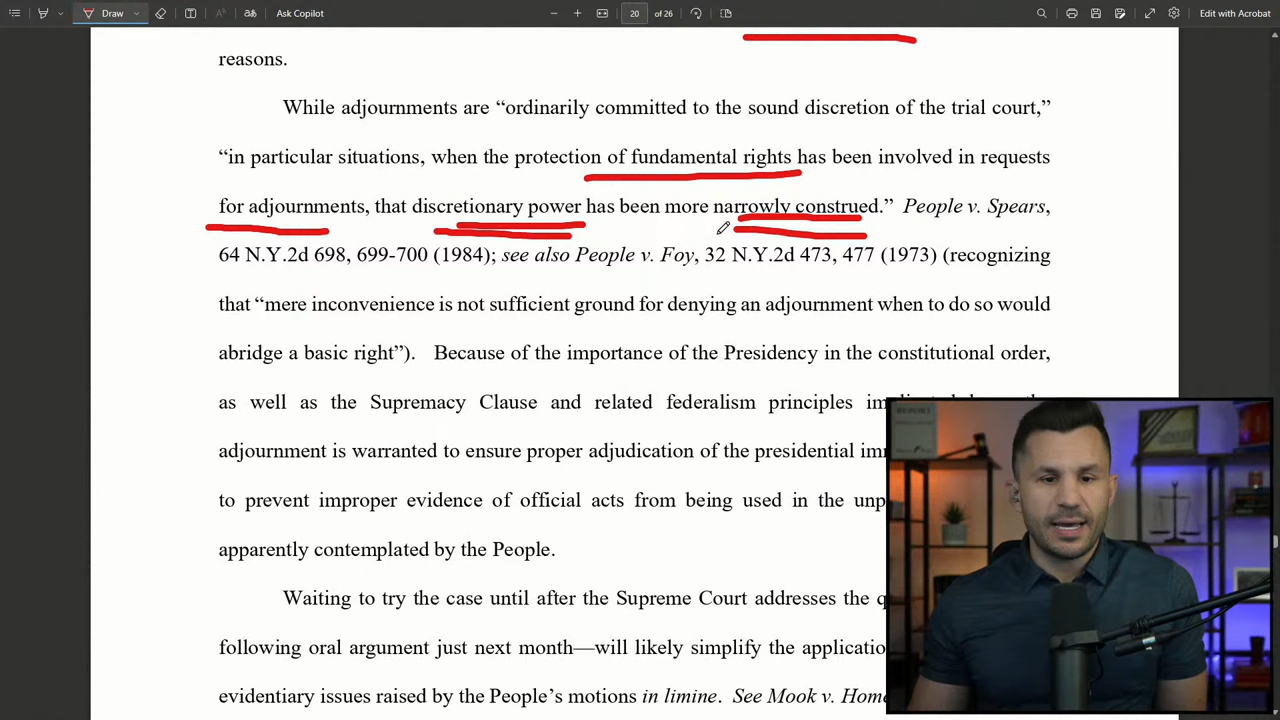 Draw
Ask Copilot
20 of 26
Edit with Acrobat
reasons.
While adjournments are “ordinarily committed to the sound discretion of the trial court,”
“in particular situations, when the protection of fundamental rights has been involved in requests
for adjournments, that discretionary power has been more narrowly construed.” People v. Spears,
64 N.Y.2d 698, 699-700 (1984); see also People v. Foy, 32 N.Y.2d 473, 477 (1973) (recognizing
that “mere inconvenience is not sufficient ground for denying an adjournment when to do so would
abridge a basic right”). Because of the importance of the Presidency in the constitutional order,
as well as the Supremacy Clause and related federalism principles
adjournment is warranted to ensure proper adjudication of the presidential
to prevent improper evidence of official acts from being used in the
apparently contemplated by the People.
Waiting to try the case until after the Supreme Court addresses the
following oral argument just next month—will likely simplify the
evidentiary issues raised by the People’s motions in limine. See Mook v.